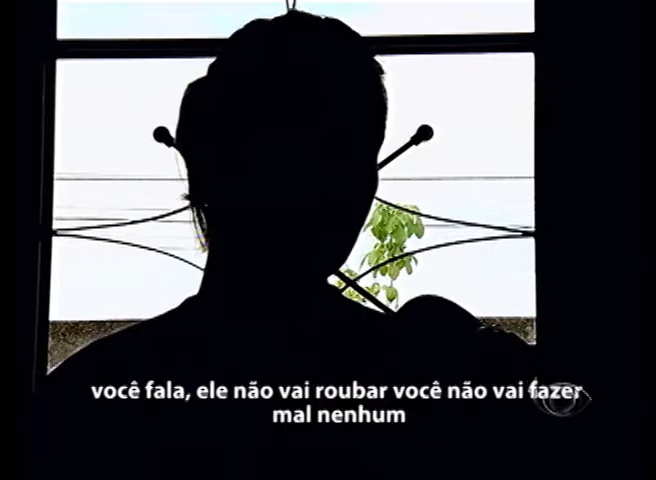 você fala, ele não vai roubar você não vai fazer
mal nenhum